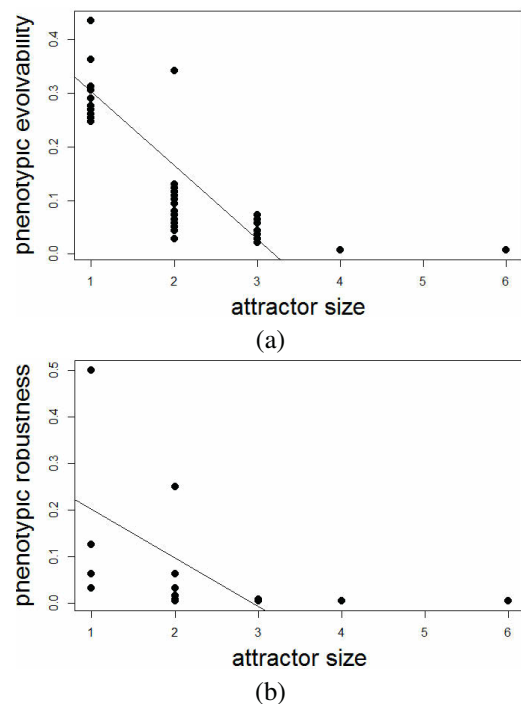 phenotypic evolvability
0.4
0.3
0.2
0.1
0.0
1 2 3 4 5 6
attractor size
(a)
phenotypic robustness
0.5
0.4
0.3
0.2
0.1
0.0
1 2 3 4 5 6
attractor size
(b)